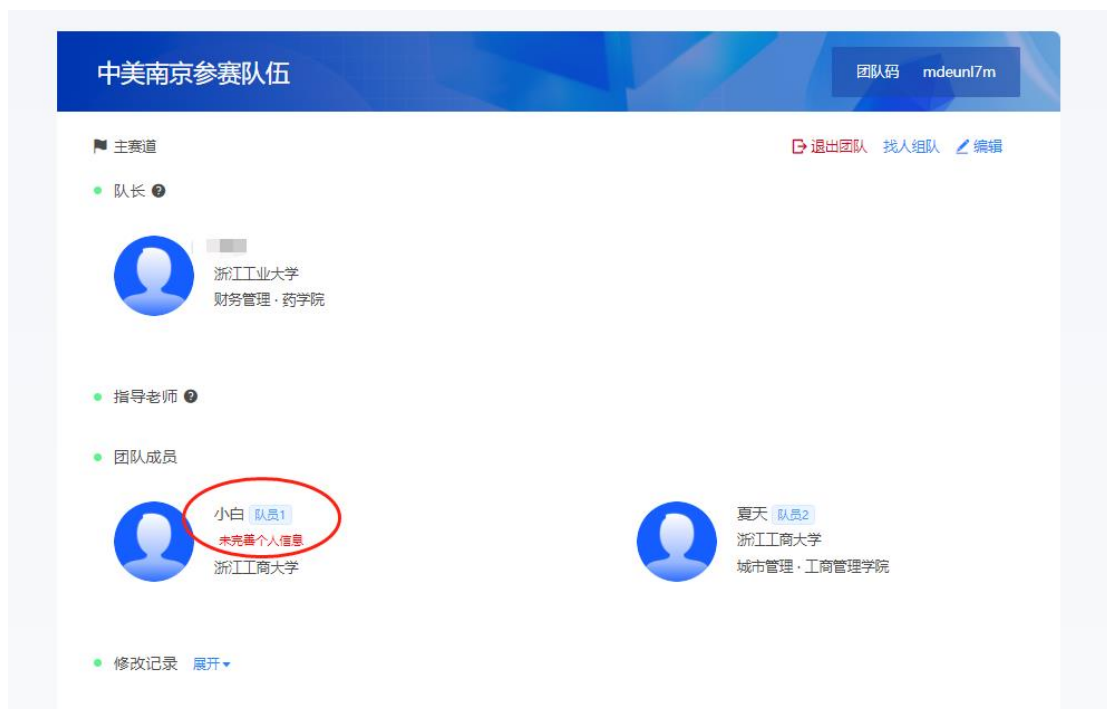 中美南京参赛队伍
团队码 mdeunl7m
主赛道
退出团队 找人组队 编辑
队长
浙江工业大学
财务管理 · 药学院
指导老师
团队成员
小白 队员1
未完善个人信息
浙江工商大学
夏天 队员2
浙江工商大学
城市管理 · 工商管理学院
修改记录 展开